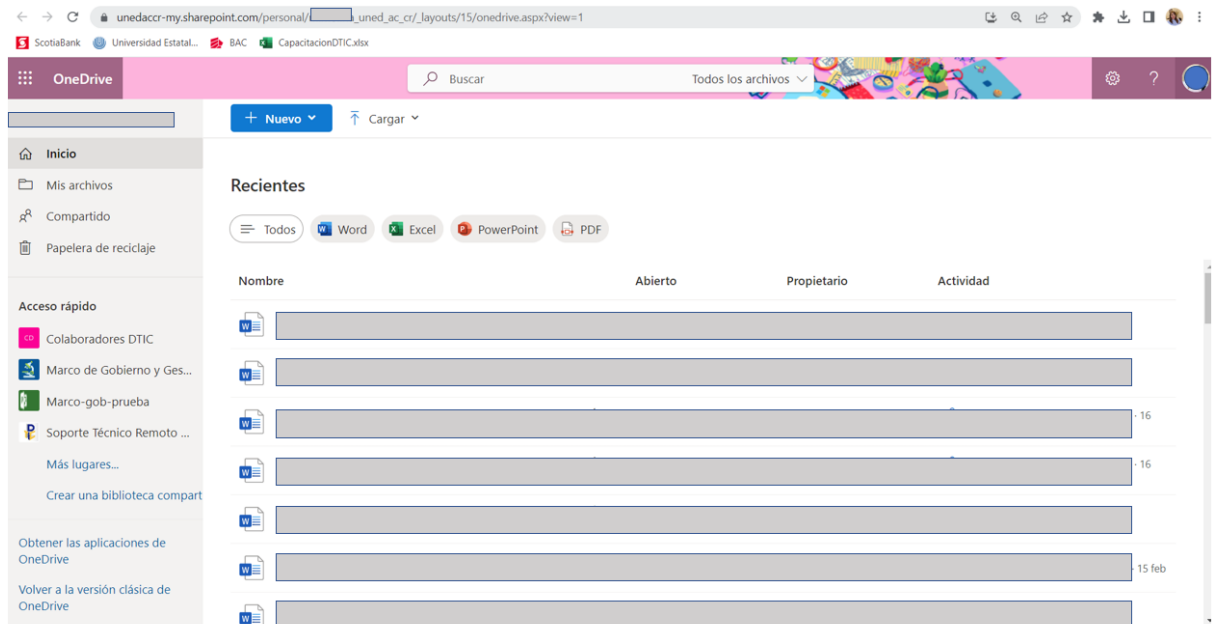 unedaccr-my.sharepoint.com/personal/ _uned_ac_cr/_layouts/15/onedrive.aspx?view=1
ScotiaBank Universidad Estatal... BAC CapacitacionDTIC.xlsx
OneDrive Buscar Todos los archivos ?
+ Nuevo Cargar
Inicio
Mis archivos
Compartido
Papelera de reciclaje
Acceso rápido
CD Colaboradores DTIC
Marco de Gobierno y Ges...
Marco-gob-prueba
Soporte Técnico Remoto ...
Más lugares...
Crear una biblioteca compart
Obtener las aplicaciones de
OneDrive
Volver a la versión clásica de
OneDrive
Recientes
Todos Word Excel PowerPoint PDF
Nombre Abierto Propietario Actividad
· 16
· 16
· 15 feb